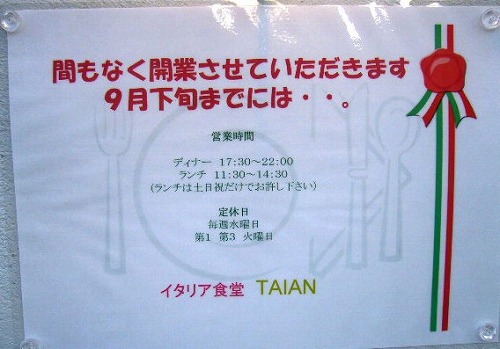 間もなく開業させていただきます
９月下旬までには・・。
営業時間
ディナー 17:30～22:00
ランチ 11:30～14:30
(ランチは土日祝だけでお許し下さい)
定休日
毎週水曜日
第1 第3 火曜日
イタリア食堂 TAIAN